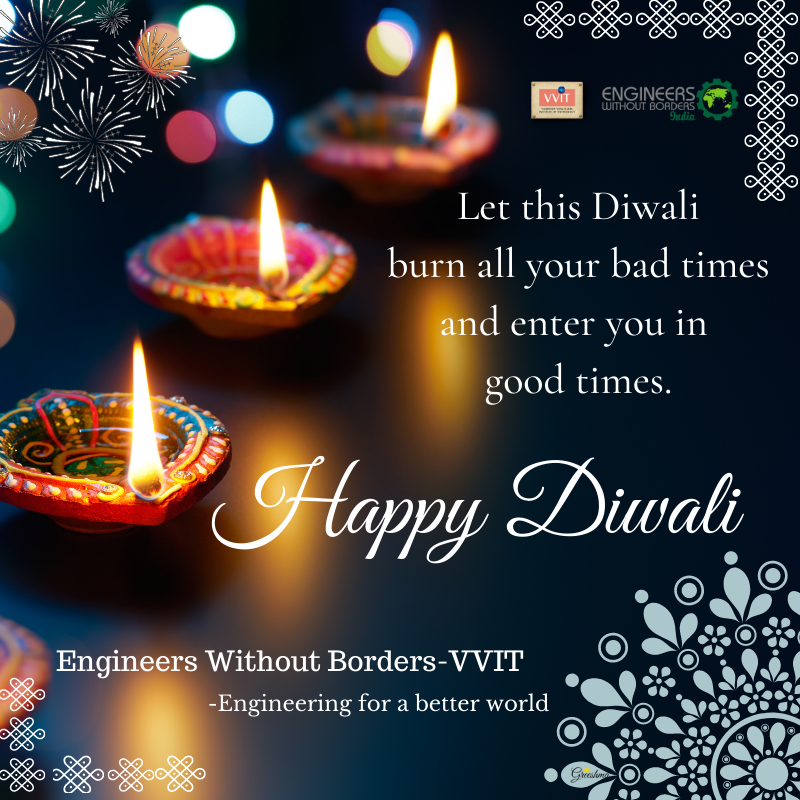 VVIT
ENGINEERS
WITHOUT BORDERS
India
Let this Diwali
burn all your bad times
and enter you in
good times.
Happy Diwali
Engineers Without Borders-VVIT
-Engineering for a better world
Greeshma